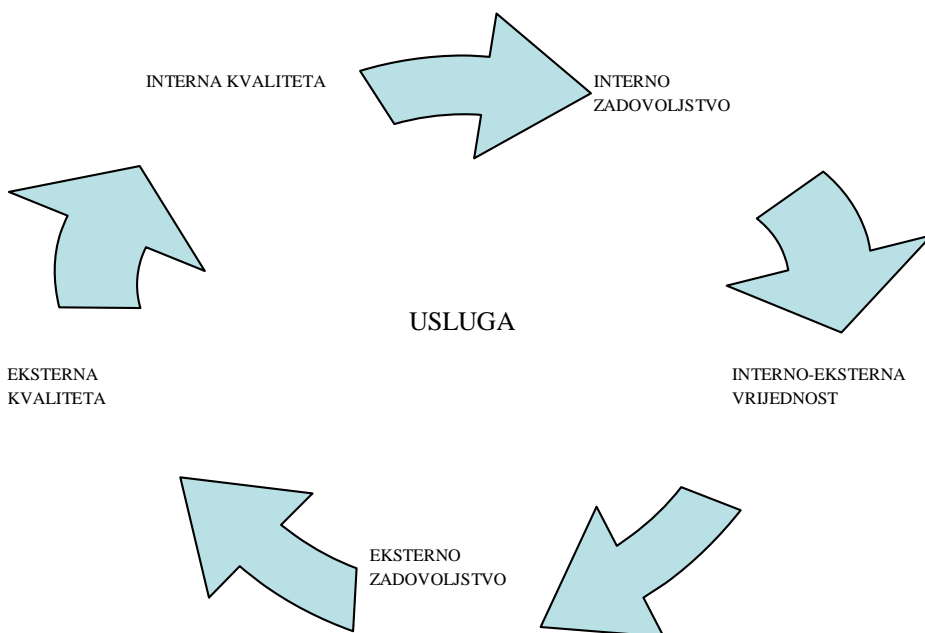 INTERNA KVALITETA
INTERNO
ZADOVOLJSTVO
USLUGA
EKSTERNA
KVALITETA
INTERNO-EKSTERNA
VRIJEDNOST
EKSTERNO
ZADOVOLJSTVO